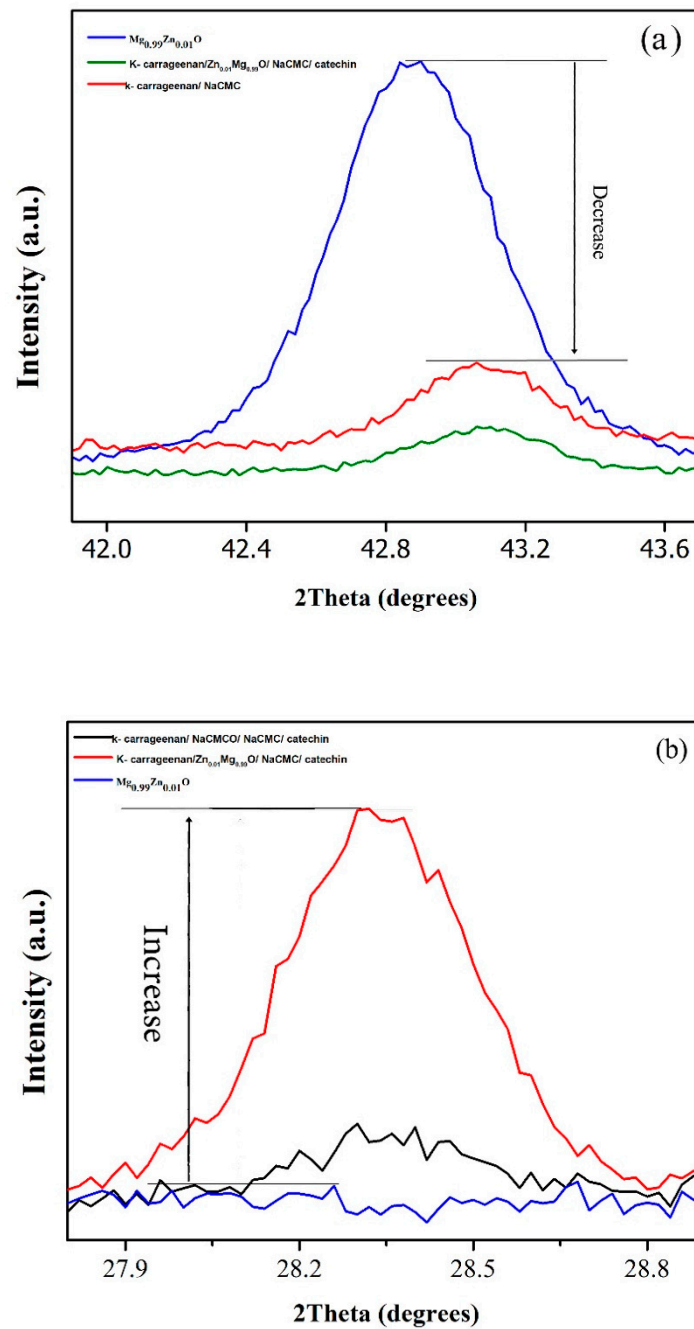 (a)
Mg0.99Zn0.01O
K- carrageenan/Zn0.01Mg0.99O/ NaCMC/ catechin
k- carrageenan/ NaCMC
Decrease
Intensity (a.u.)
42.0 42.4 42.8 43.2 43.6
2Theta (degrees)
(b)
k- carrageenan/ NaCMCO/ NaCMC/ catechin
K- carrageenan/Zn0.01Mg0.99O/ NaCMC/ catechin
Mg0.99Zn0.01O
Increase
Intensity (a.u.)
27.9 28.2 28.5 28.8
2Theta (degrees)